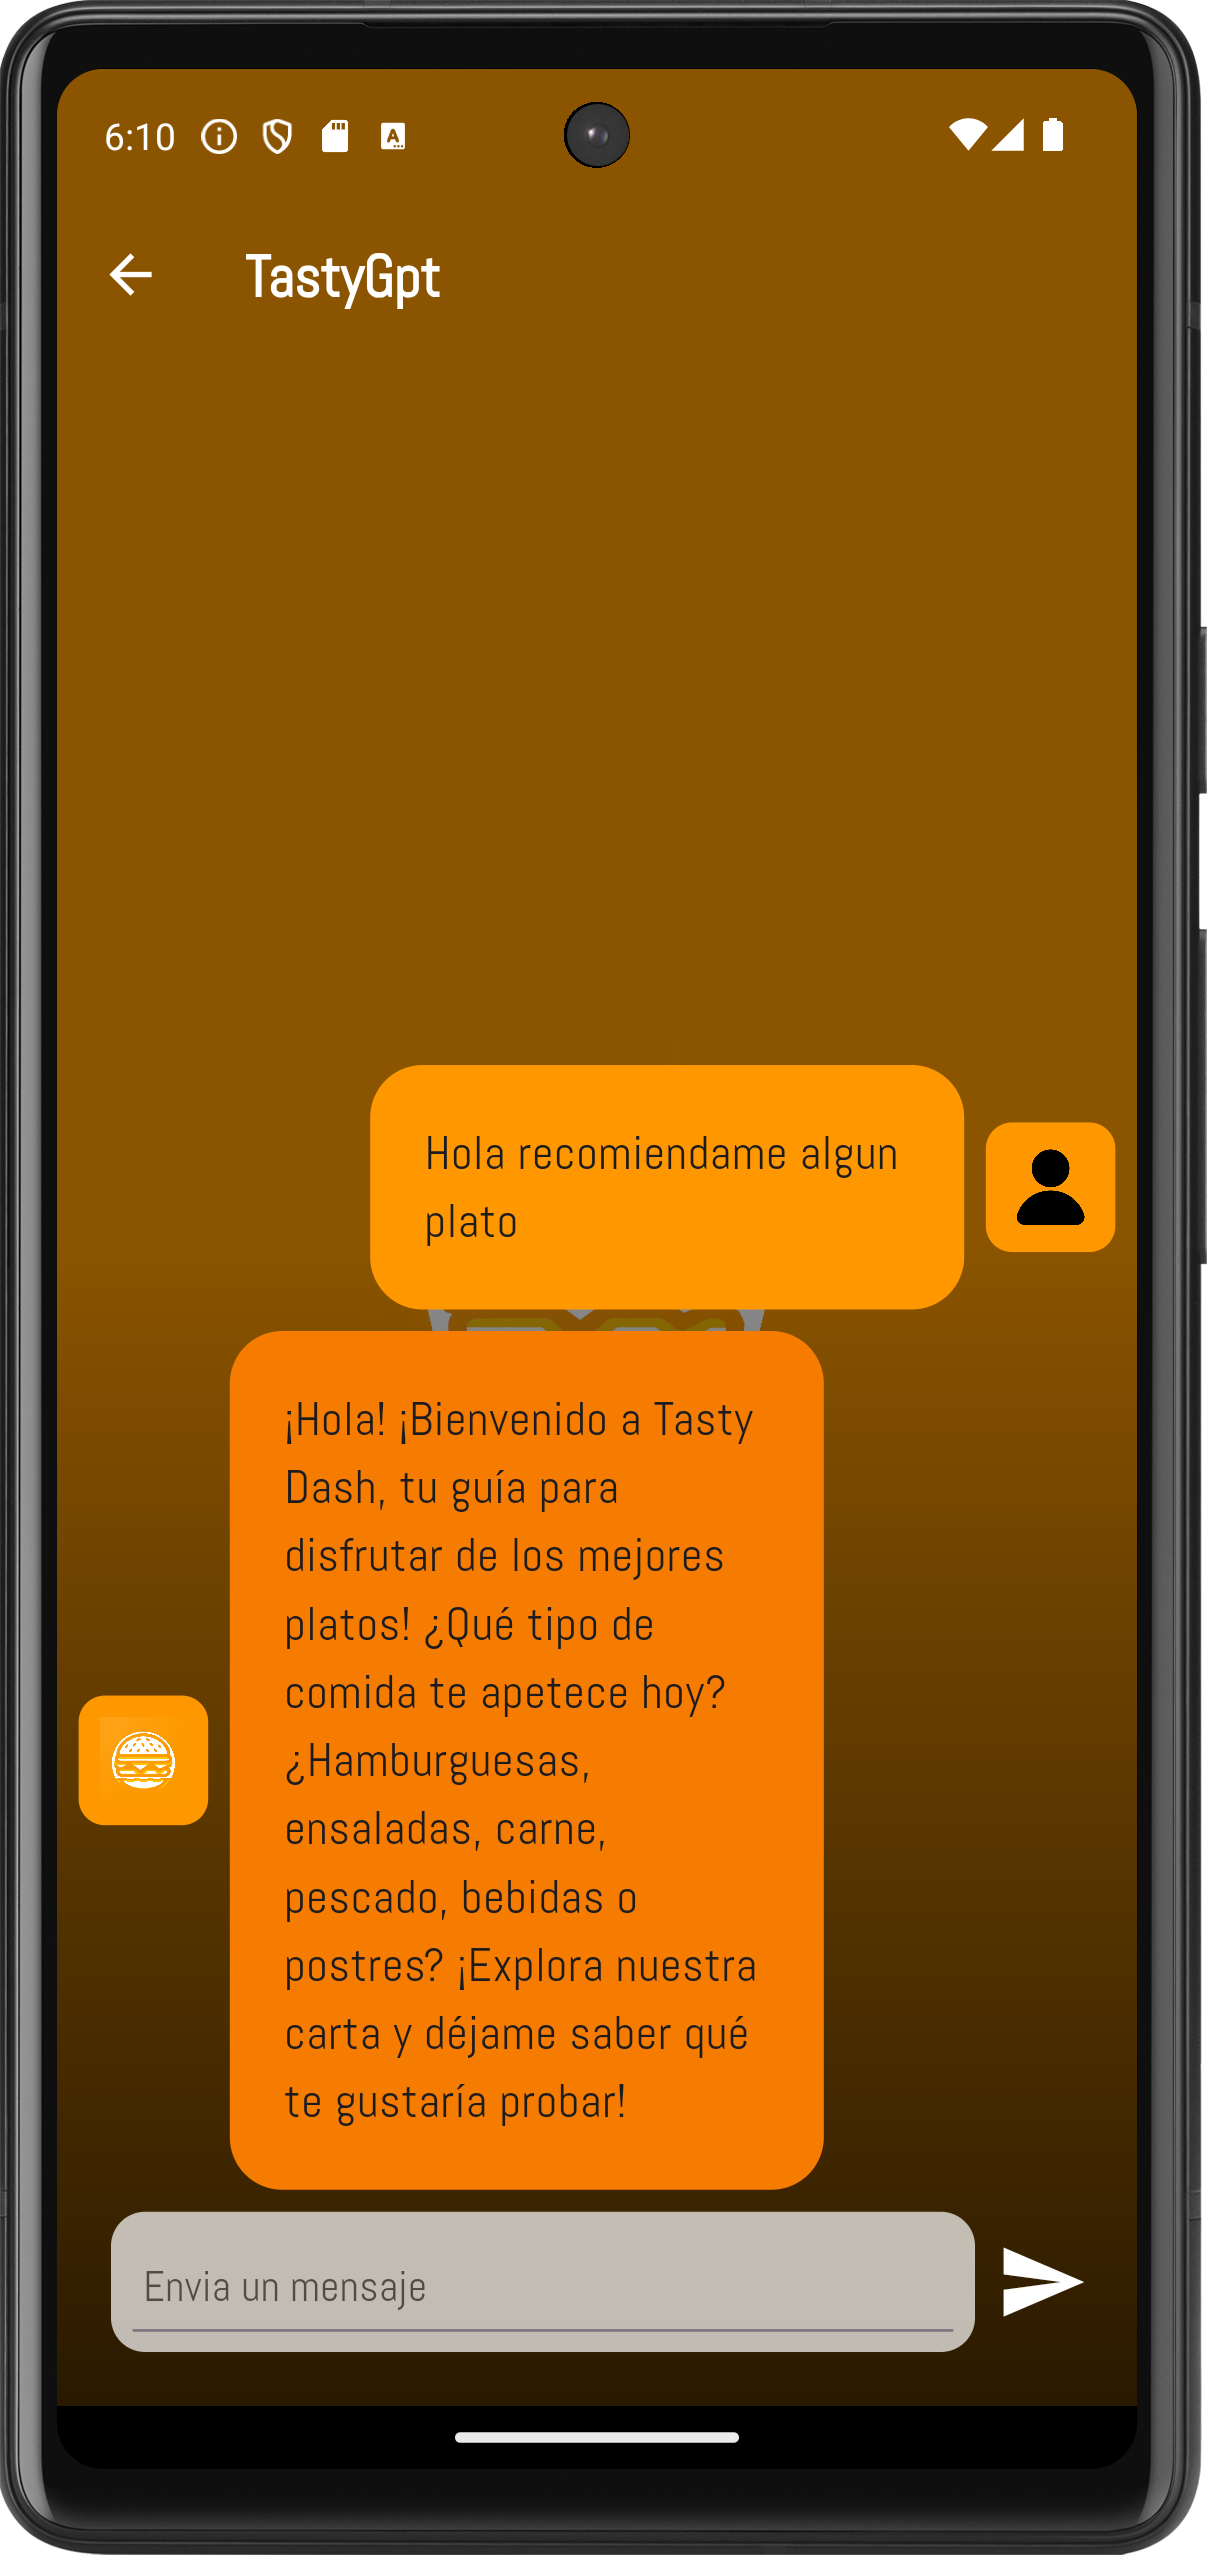 6:10
TastyGpt
Hola recomiendame algun
plato
¡Hola! ¡Bienvenido a Tasty
Dash, tu guía para
disfrutar de los mejores
platos! ¿Qué tipo de
comida te apetece hoy?
¿Hamburguesas,
ensaladas, carne,
pescado, bebidas o
postres? ¡Explora nuestra
carta y déjame saber qué
te gustaría probar!
Envia un mensaje